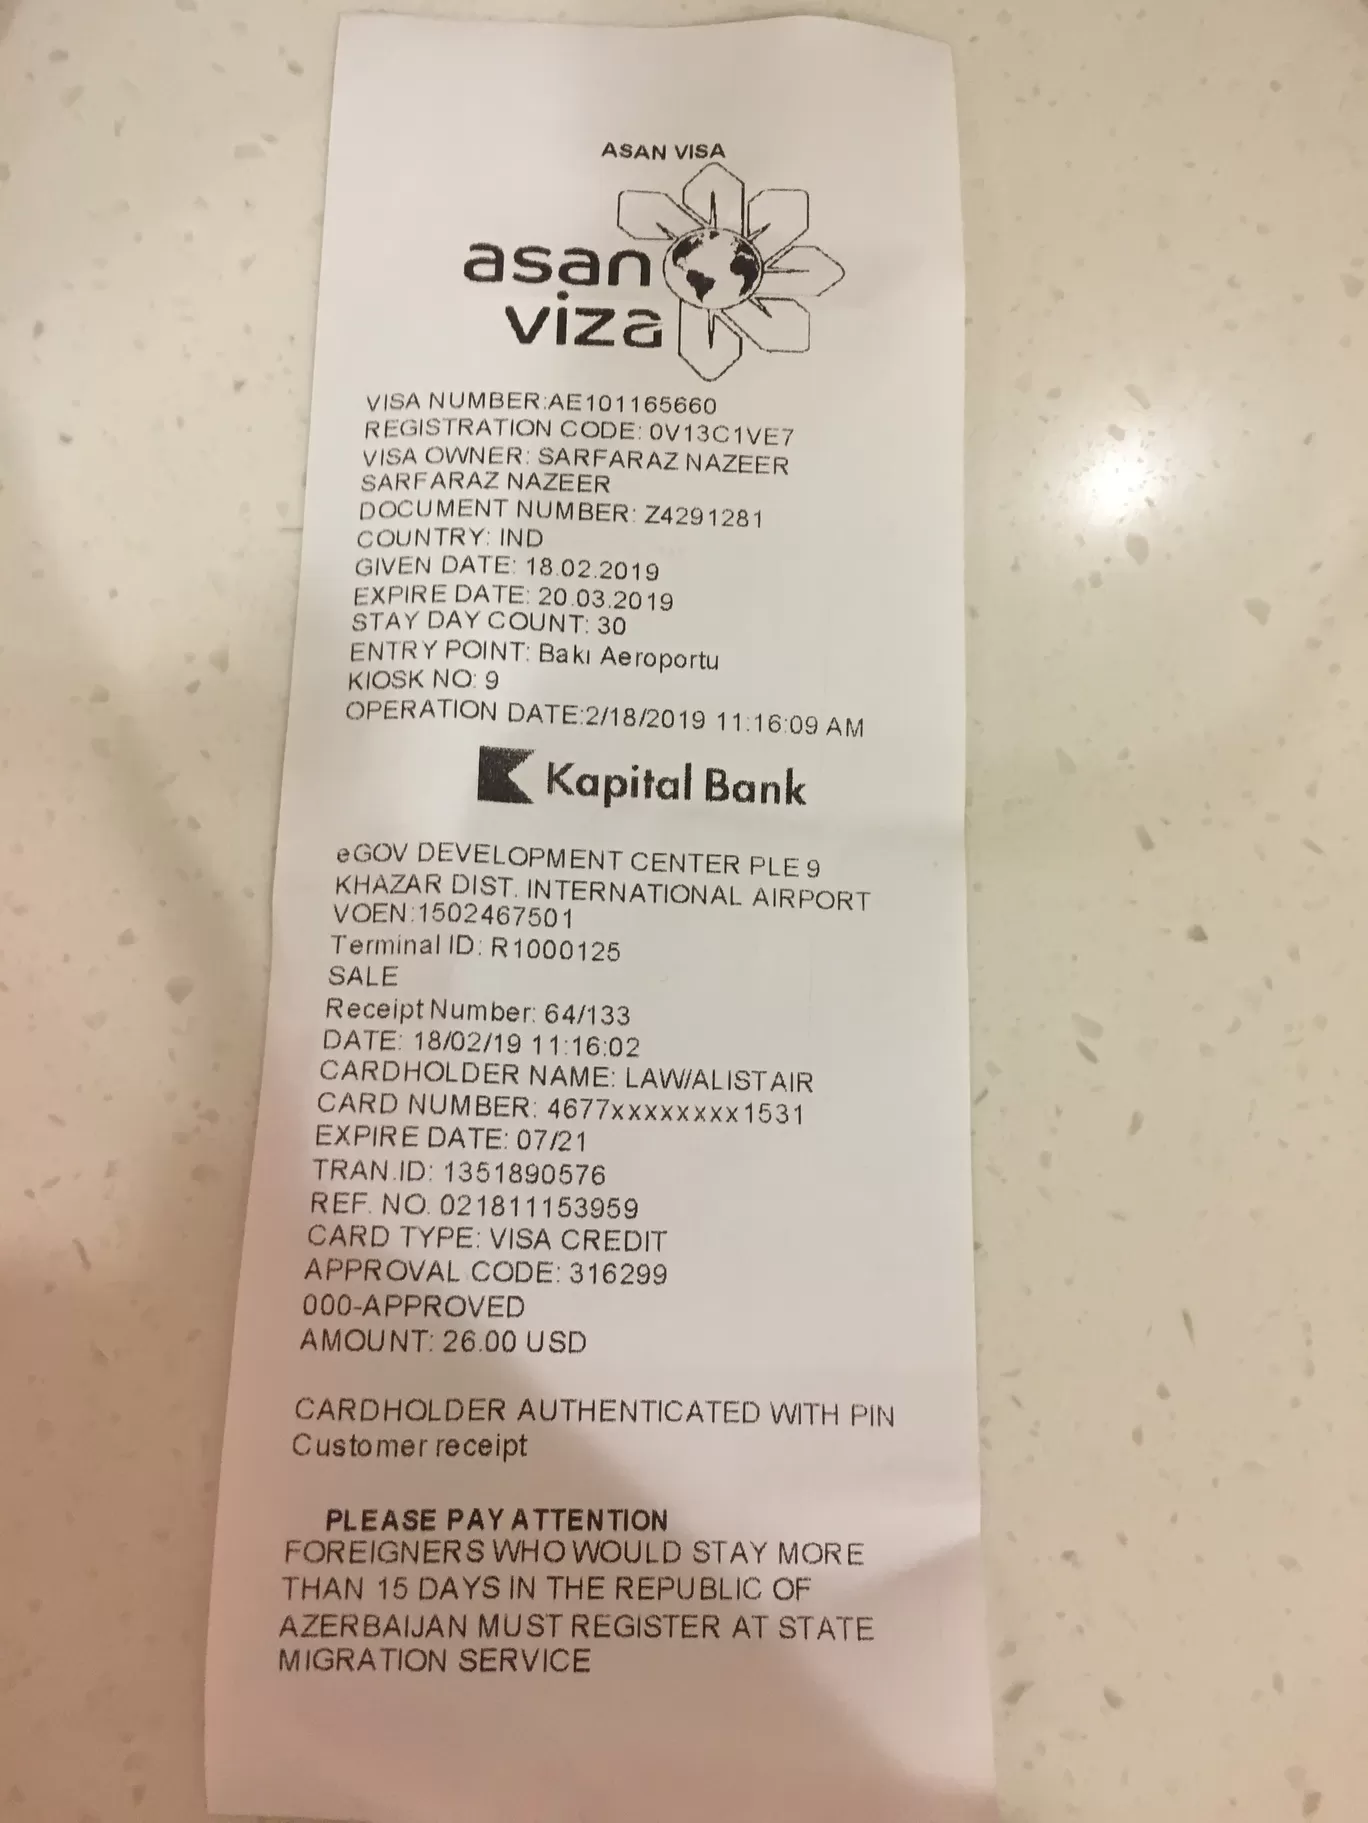 ASAN VISA
asan
viza
VISA NUMBER:AE101165660
REGISTRATION CODE: 0V13C1VE7
VISA OWNER: SARFARAZ NAZEER
SARFARAZ NAZEER
DOCUMENT NUMBER: Z4291281
COUNTRY: IND
GIVEN DATE: 18.02.2019
EXPIRE DATE: 20.03.2019
STAY DAY COUNT: 30
ENTRY POINT: Bakı Aeroportu
KIOSK NO: 9
OPERATION DATE:2/18/2019 11:16:09 AM
Kapital Bank
eGOV DEVELOPMENT CENTER PLE 9
KHAZAR DIST. INTERNATIONAL AIRPORT
VOEN:1502467501
Terminal ID: R1000125
SALE
Receipt Number: 64/133
DATE: 18/02/19 11:16:02
CARDHOLDER NAME: LAW/ALISTAIR
CARD NUMBER: 4677xxxxxxxx1531
EXPIRE DATE: 07/21
TRAN.ID: 1351890576
REF. NO. 021811153959
CARD TYPE: VISA CREDIT
APPROVAL CODE: 316299
000-APPROVED
AMOUNT: 26.00 USD
CARDHOLDER AUTHENTICATED WITH PIN
Customer receipt
PLEASE PAY ATTENTION
FOREIGNERS WHO WOULD STAY MORE
THAN 15 DAYS IN THE REPUBLIC OF
AZERBAIJAN MUST REGISTER AT STATE
MIGRATION SERVICE